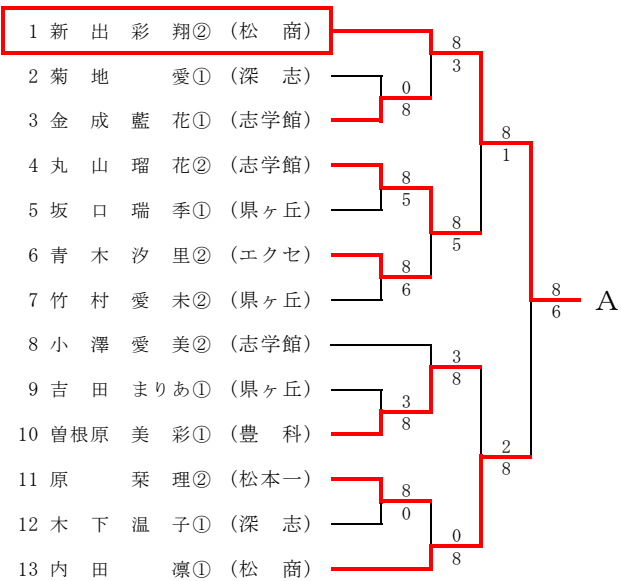 1 新 出 彩 翔② (松 商)
2 菊 地 愛① (深 志)
3 金 成 藍 花① (志学館)
4 丸 山 瑠 花② (志学館)
5 坂 口 瑞 季① (県ヶ丘)
6 青 木 汐 里② (エクセ)
7 竹 村 愛 未② (県ヶ丘)
8 小 澤 愛 美② (志学館)
9 吉 田 まりあ① (県ヶ丘)
10 曽根原 美 彩① (豊 科)
11 原 栞 理② (松本一)
12 木 下 温 子① (深 志)
13 内 田 凛① (松 商)
0
8
8
5
8
6
3
8
8
0
8
3
8
5
3
8
0
8
8
1
2
8
8
6
A